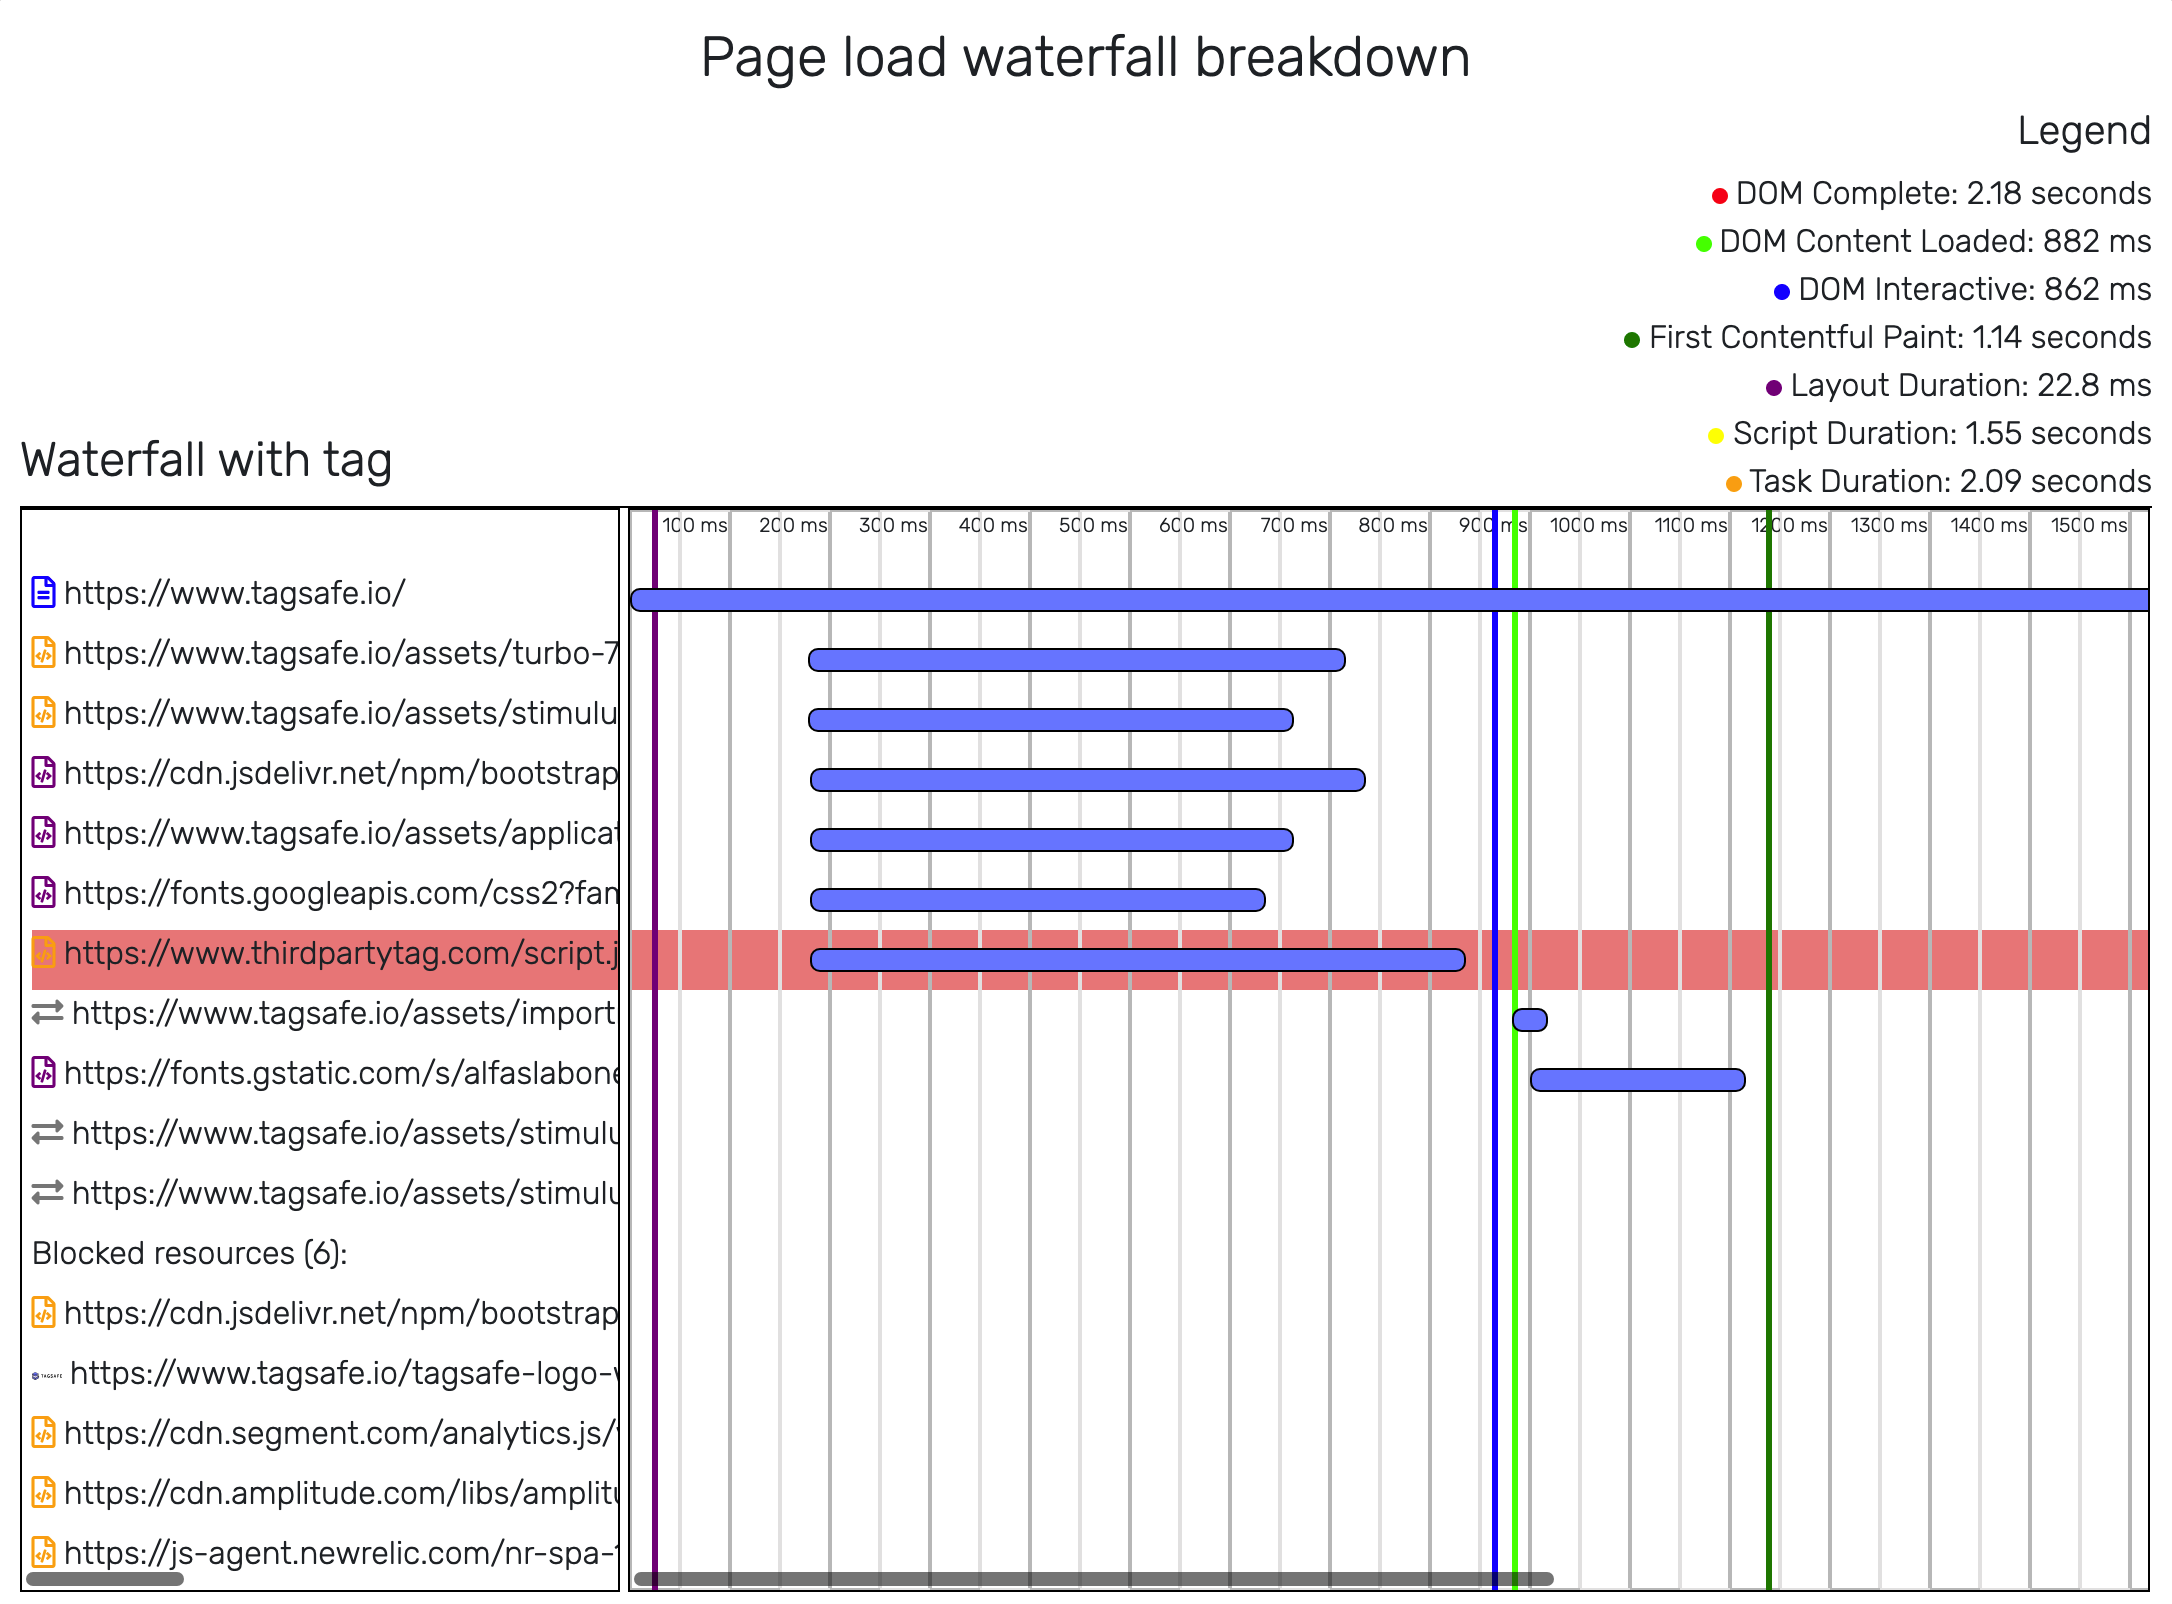 Page load waterfall breakdown
Legend
DOM Complete: 2.18 seconds
DOM Content Loaded: 882 ms
DOM Interactive: 862 ms
First Contentful Paint: 1.14 seconds
Layout Duration: 22.8 ms
Script Duration: 1.55 seconds
Task Duration: 2.09 seconds
Waterfall with tag
100 ms 200 ms 300 ms 400 ms 500 ms 600 ms 700 ms 800 ms 900 ms 1000 ms 1100 ms 1200 ms 1300 ms 1400 ms 1500 ms
https://www.tagsafe.io/
https://www.tagsafe.io/assets/turbo-7
https://www.tagsafe.io/assets/stimulu
https://cdn.jsdelivr.net/npm/bootstrap
https://www.tagsafe.io/assets/applicat
https://fonts.googleapis.com/css2?fam
https://www.thirdpartytag.com/script.j
https://www.tagsafe.io/assets/import
https://fonts.gstatic.com/s/alfaslabone
https://www.tagsafe.io/assets/stimulu
https://www.tagsafe.io/assets/stimulu
Blocked resources (6):
https://cdn.jsdelivr.net/npm/bootstrap
TAGSAFE https://www.tagsafe.io/tagsafe-logo-w
https://cdn.segment.com/analytics.js/v
https://cdn.amplitude.com/libs/amplitu
https://js-agent.newrelic.com/nr-spa-1